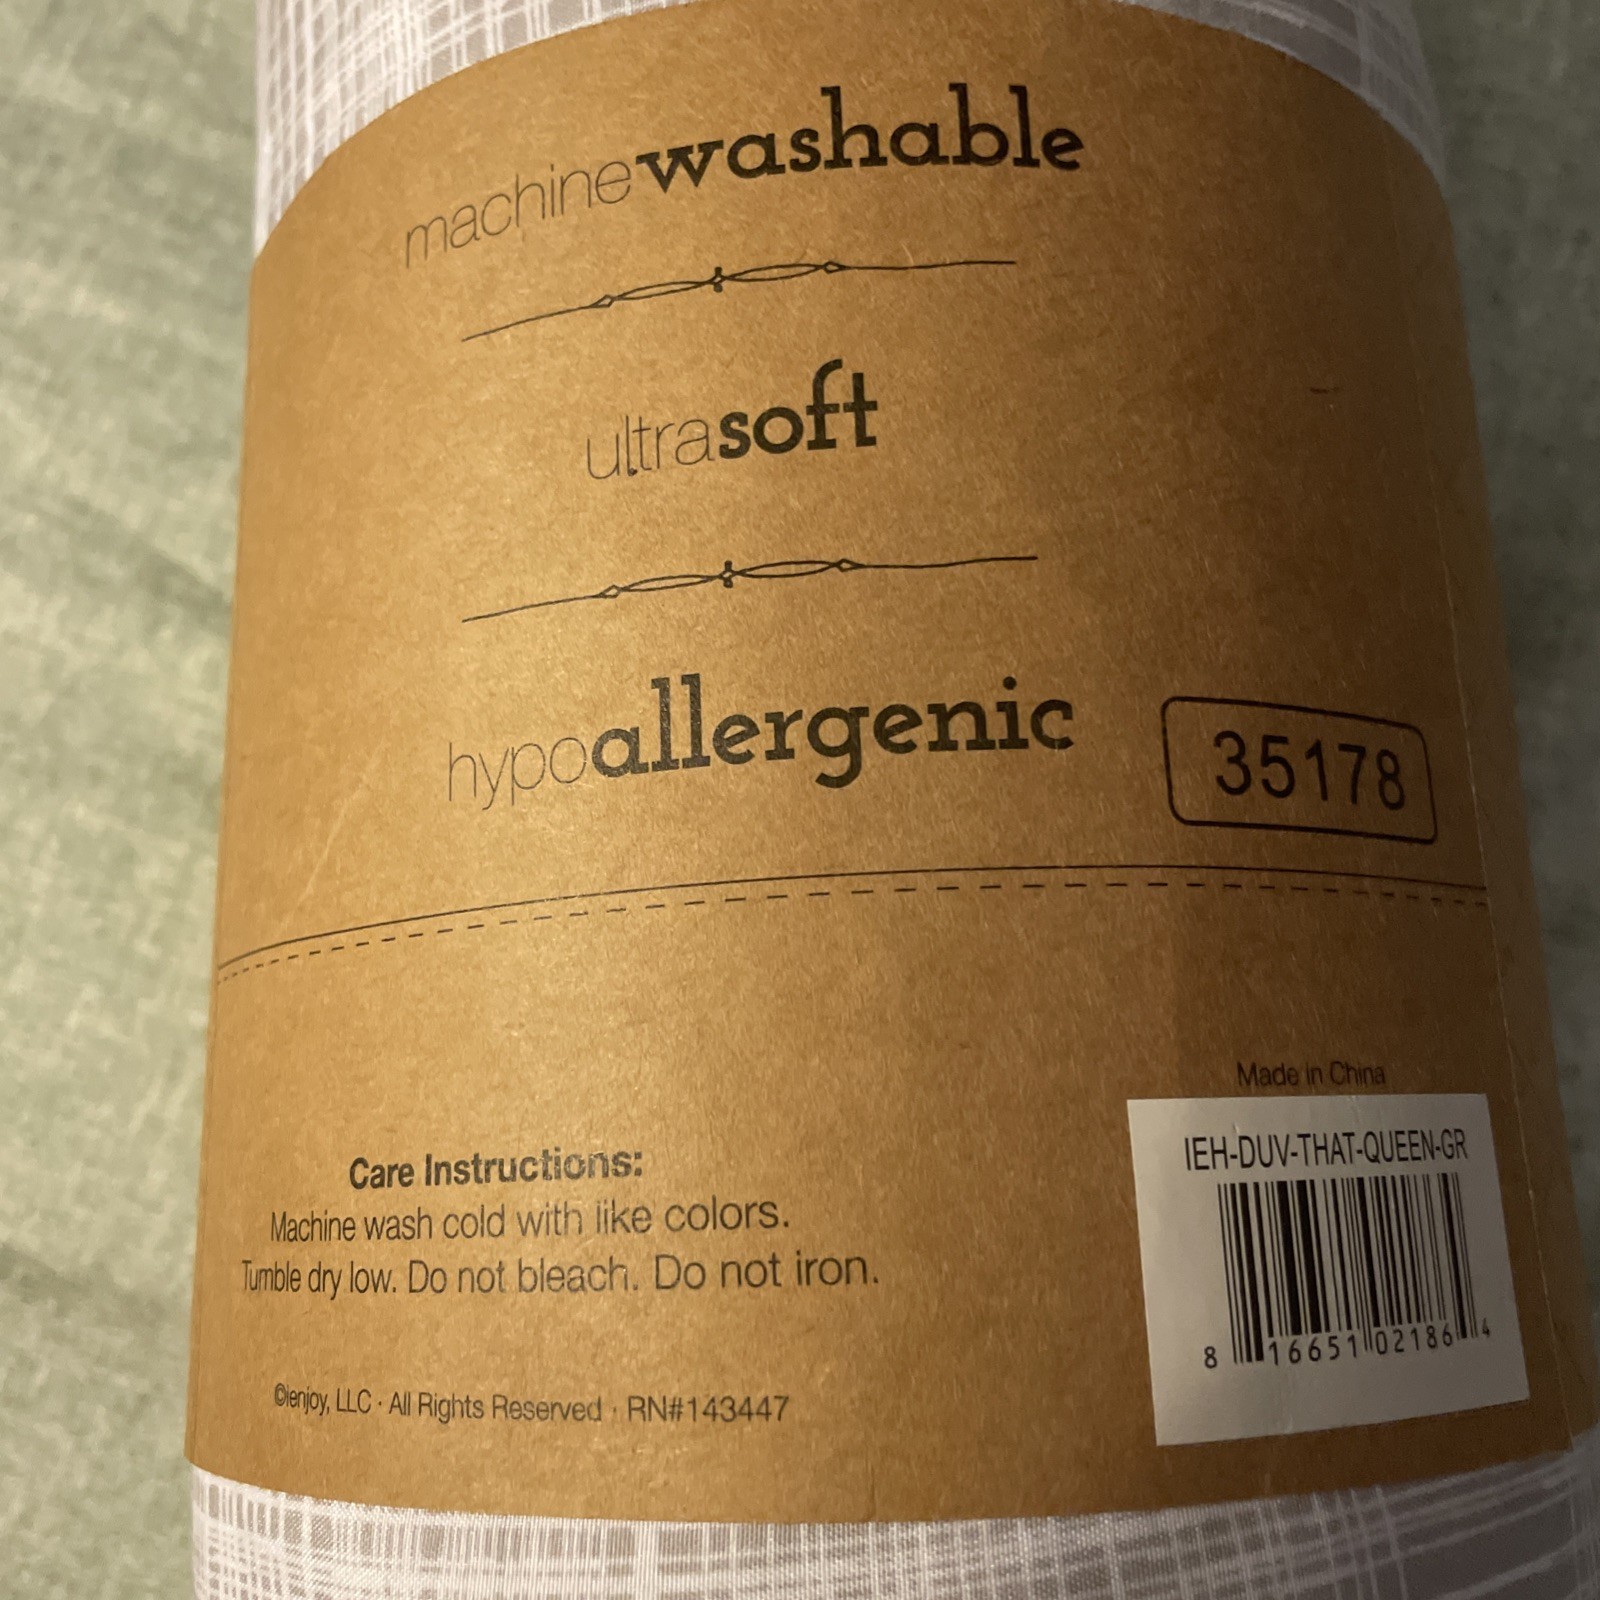 machinewashable
ultrasoft
hypoallergenic
35178
Made in China
IEH-DUV-THAT-QUEEN-GR
8 16651 02186 4
Care Instructions:
Machine wash cold with like colors.
Tumble dry low. Do not bleach. Do not iron.
©ienjoy, LLC · All Rights Reserved · RN#143447